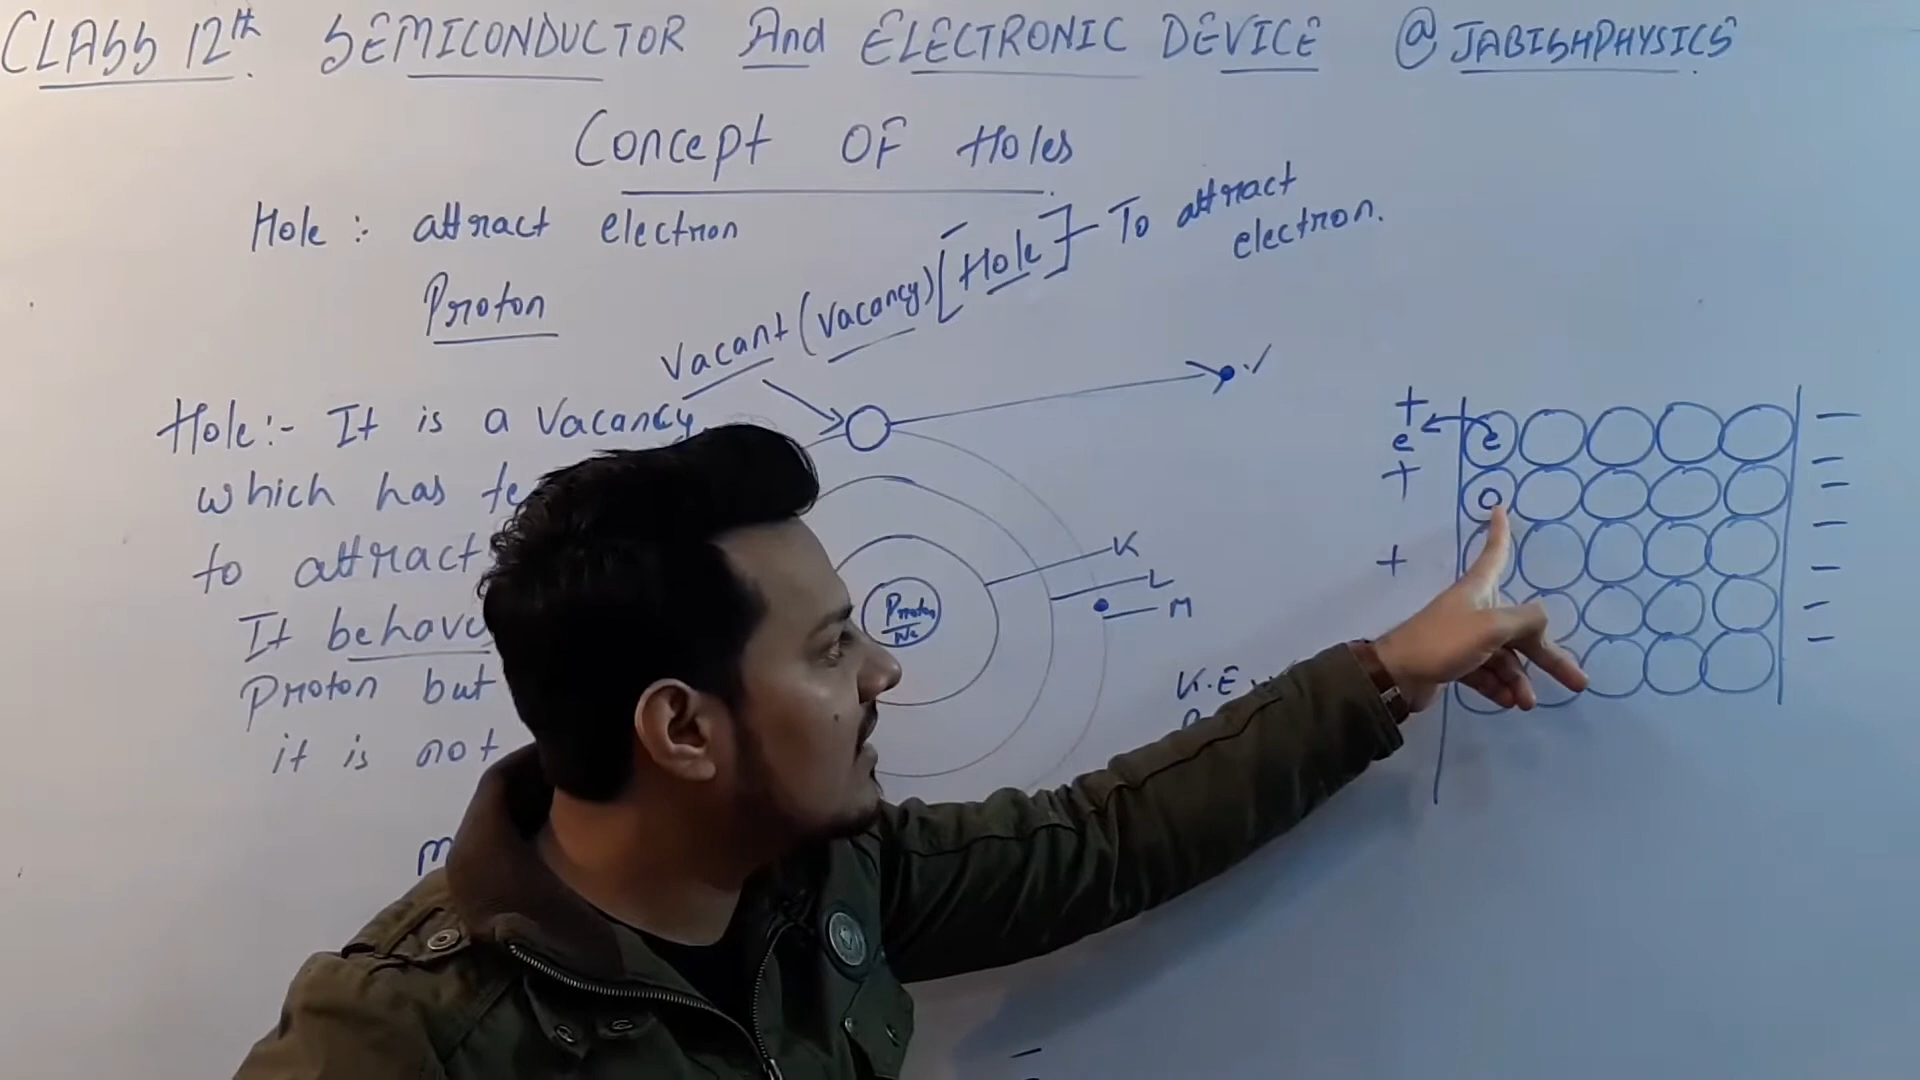 CLASS 12th SEMICONDUCTOR And ELECTRONIC DEVICE @JABISHPHYSICS
Concept OF Holes
Hole : attract electron
Proton
Vacant (Vacancy) [Hole] - To attract
electron.
Hole:- It is a Vacancy
which has
to attract
It behave
Proton but
it is not
K
L
M
Proton
K.E
+
e e
+ o
+